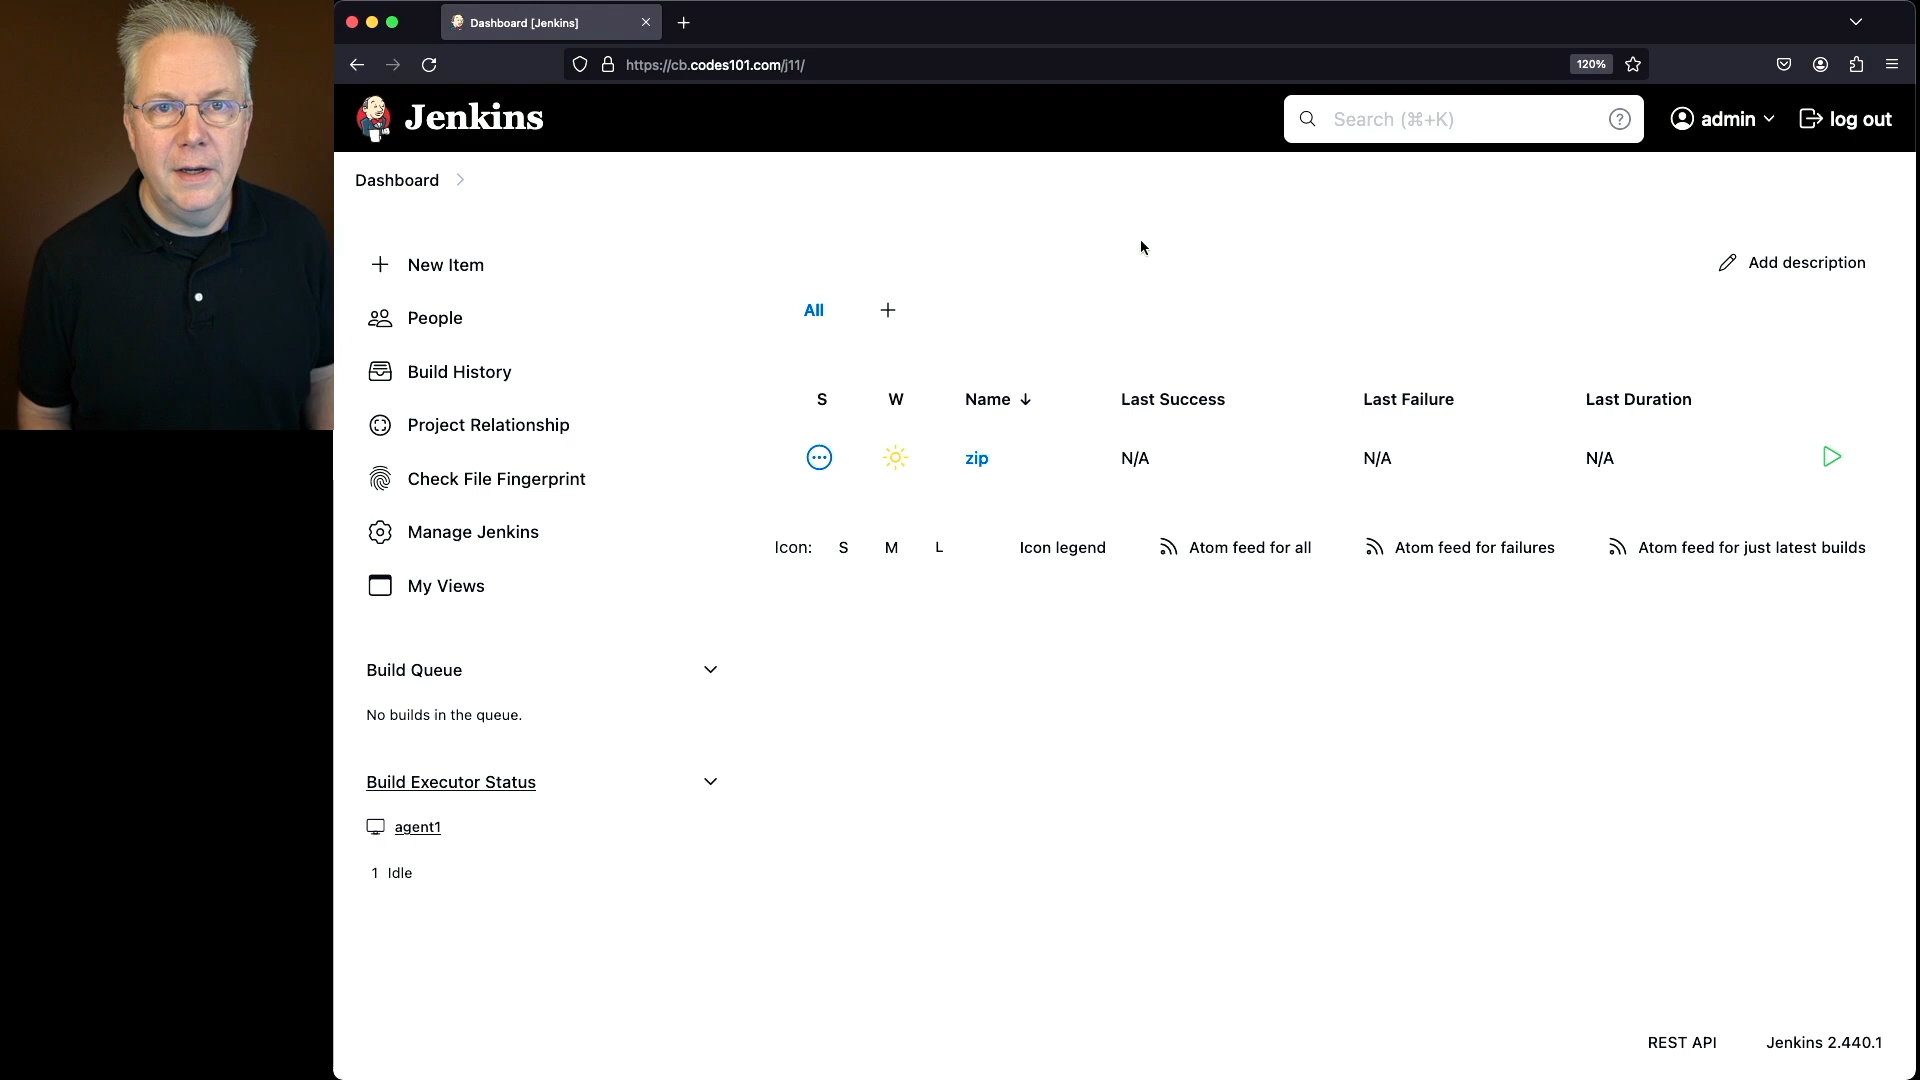 Dashboard [Jenkins]
https://cb.codes101.com/j11/
120%
Jenkins
Search (⌘+K)
admin
log out
Dashboard
New Item
Add description
People
All
Build History
S W Name ↓ Last Success Last Failure Last Duration
Project Relationship
zip N/A N/A N/A
Check File Fingerprint
Manage Jenkins
Icon: S M L Icon legend Atom feed for all Atom feed for failures Atom feed for just latest builds
My Views
Build Queue
No builds in the queue.
Build Executor Status
agent1
1 Idle
REST API Jenkins 2.440.1